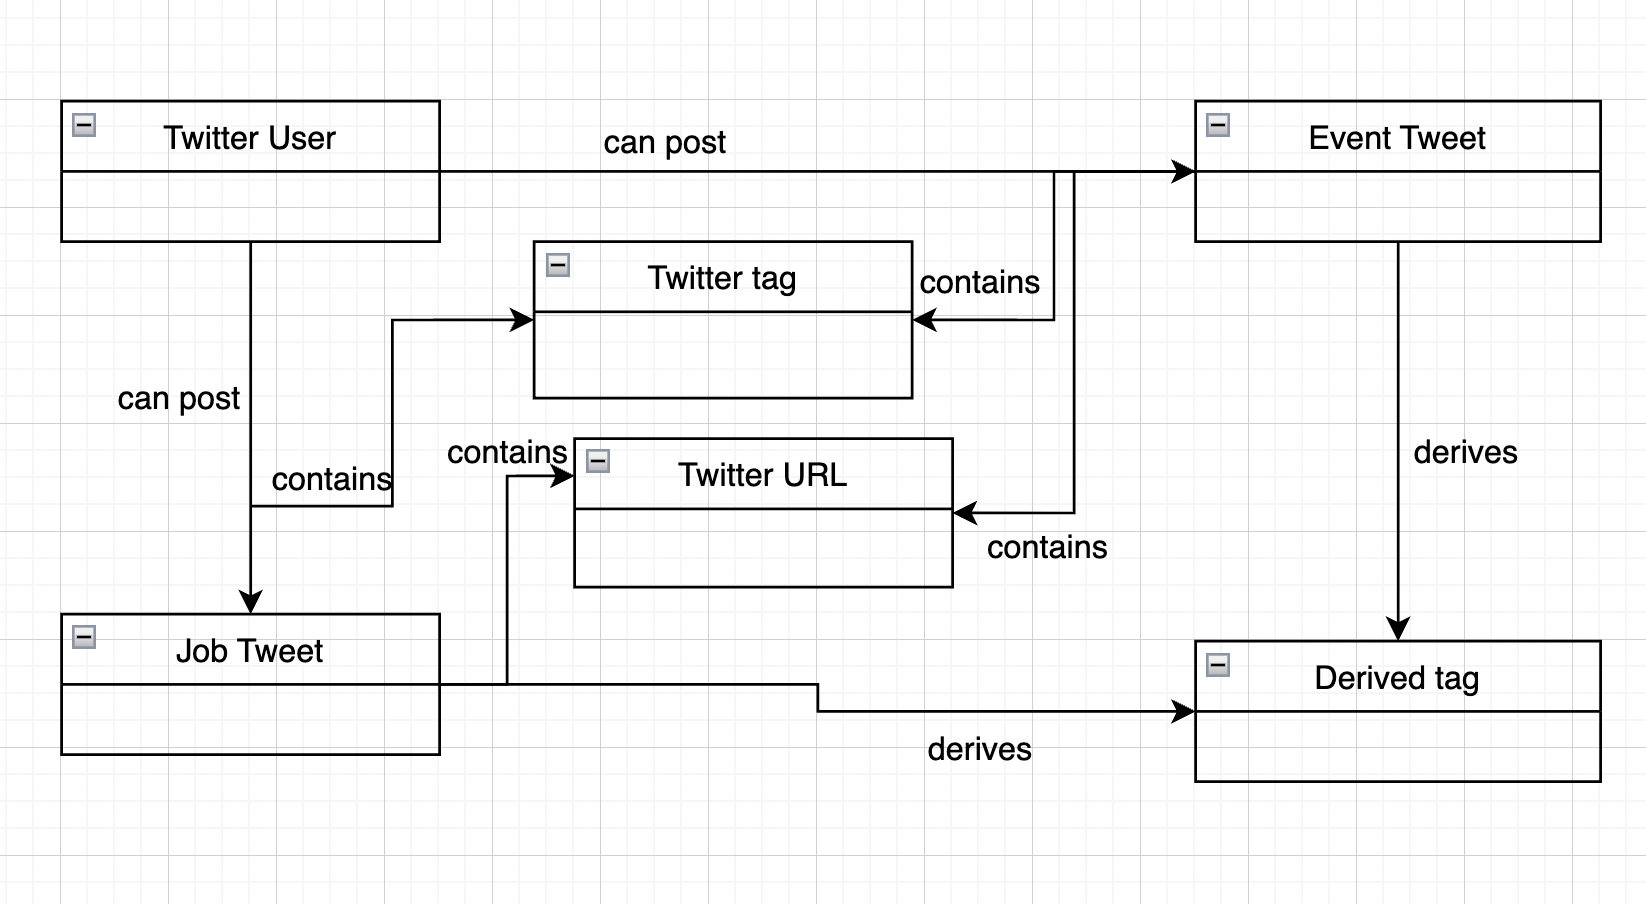 Twitter User
can post
Event Tweet
Twitter tag
contains
can post
contains
contains
Twitter URL
derives
contains
Job Tweet
Derived tag
derives